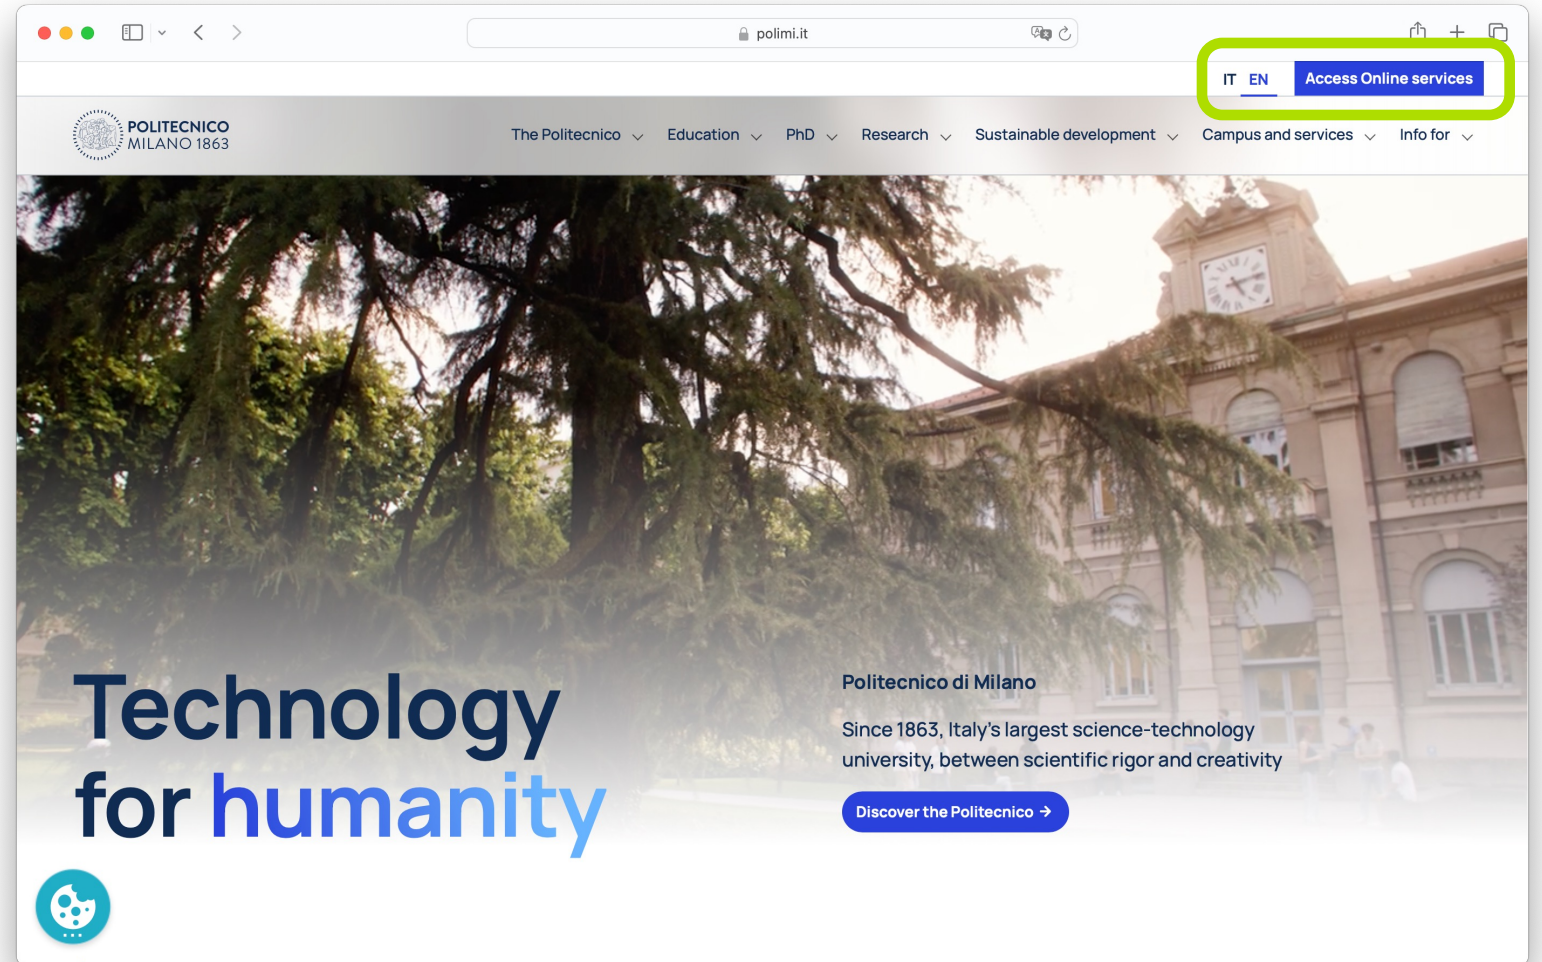 polimi.it
IT EN Access Online services
POLITECNICO
MILANO 1863
The Politecnico Education PhD Research Sustainable development Campus and services Info for
Technology
for humanity
Politecnico di Milano
Since 1863, Italy's largest science-technology
university, between scientific rigor and creativity
Discover the Politecnico →